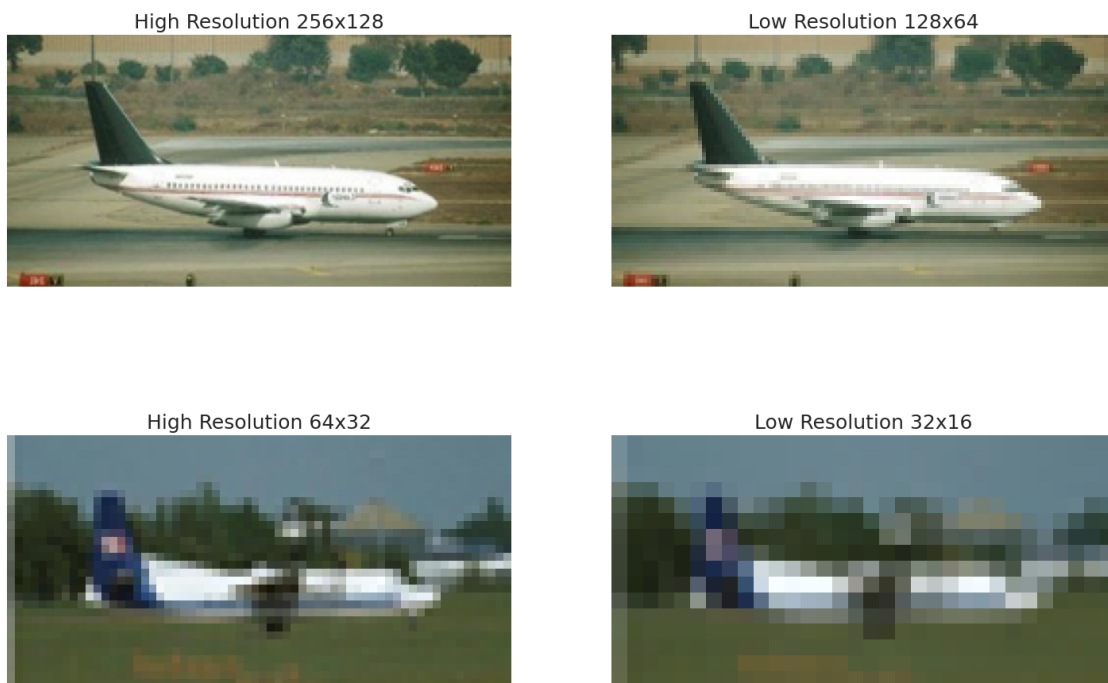 High Resolution 256x128
Low Resolution 128x64
High Resolution 64x32
Low Resolution 32x16